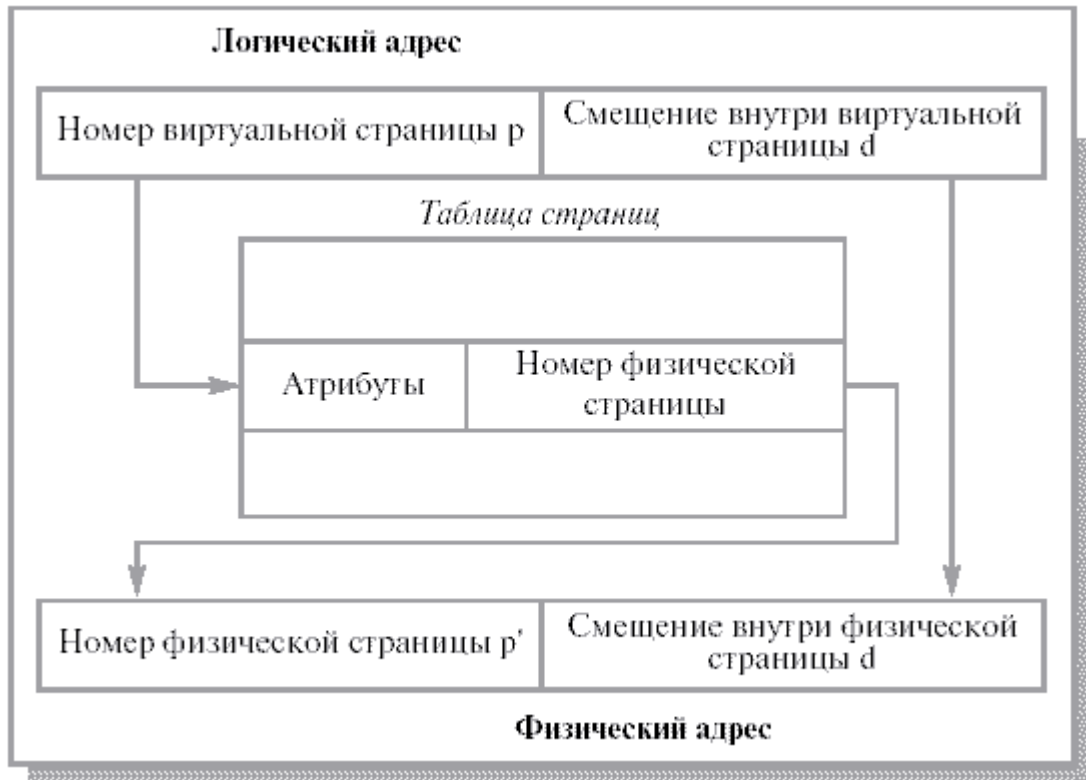 Логический адрес
Номер виртуальной страницы p
Смещение внутри виртуальной
страницы d
Таблица страниц
Атрибуты
Номер физической
страницы
Номер физической страницы p'
Смещение внутри физической
страницы d
Физический адрес